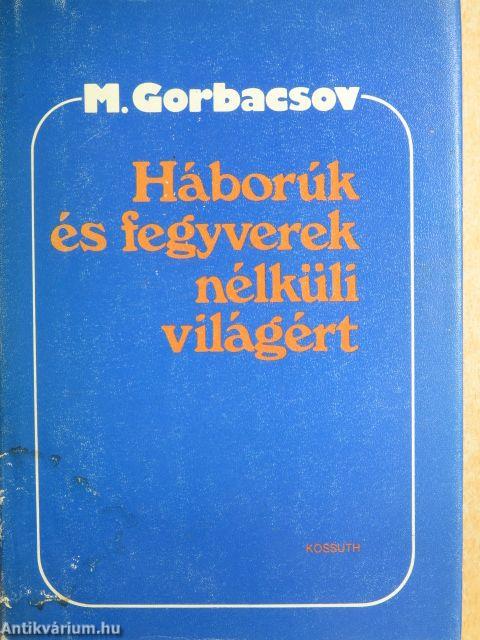 M. Gorbacsov
Háborúk
és fegyverek
nélküli
világért
KOSSUTH
Antikvárium.hu